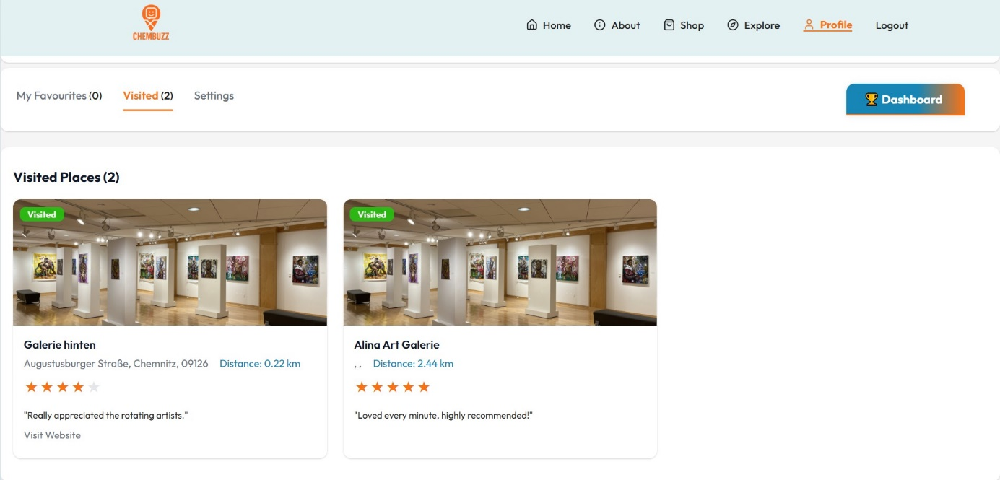 CHEMBUZZ
Home About Shop Explore Profile Logout
My Favourites (0) Visited (2) Settings
🏆 Dashboard
Visited Places (2)
Visited
Visited
Galerie hinten
Augustusburger Straße, Chemnitz, 09126 Distance: 0.22 km
"Really appreciated the rotating artists."
Visit Website
Alina Art Galerie
, , Distance: 2.44 km
"Loved every minute, highly recommended!"